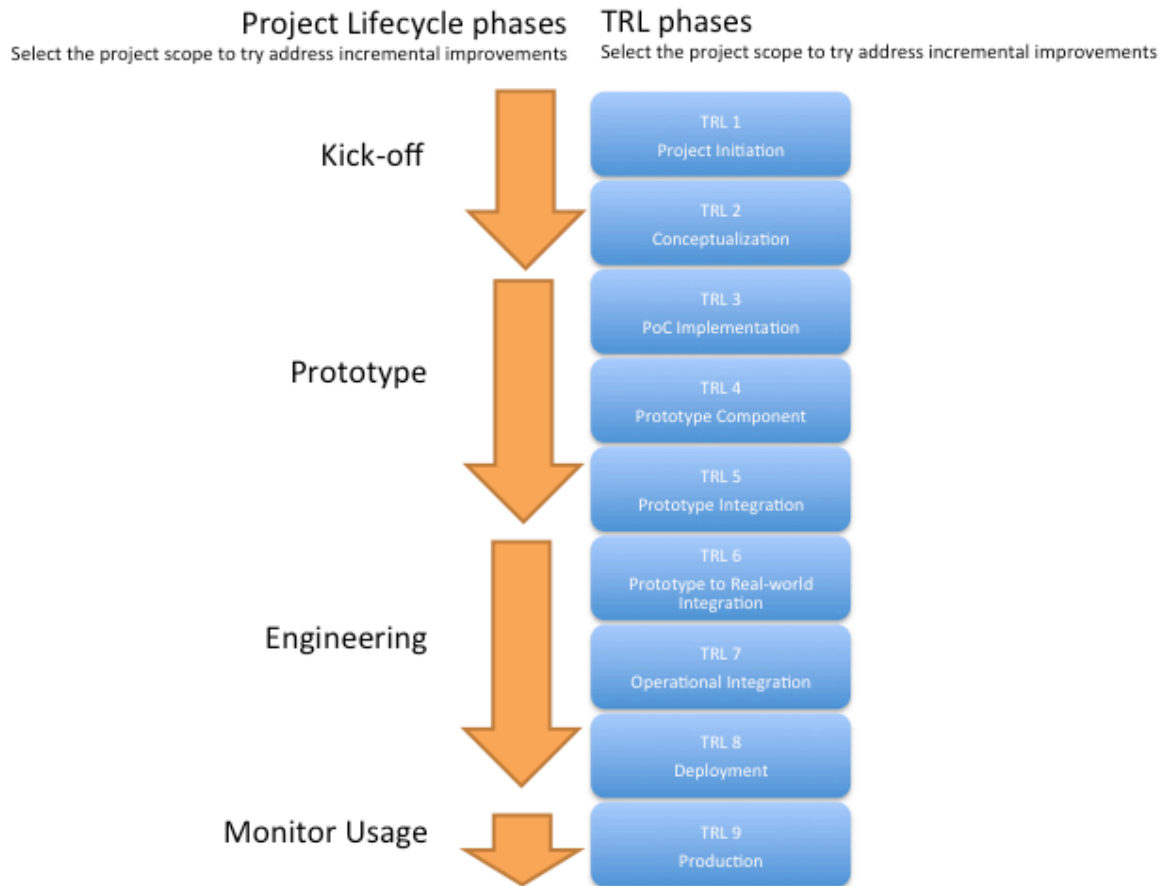 Project Lifecycle phases
Select the project scope to try address incremental improvements
TRL phases
Select the project scope to try address incremental improvements
Kick-off
TRL 1
Project Initiation
TRL 2
Conceptualization
Prototype
TRL 3
PoC Implementation
TRL 4
Prototype Component
TRL 5
Prototype Integration
Engineering
TRL 6
Prototype to Real-world
Integration
TRL 7
Operational Integration
TRL 8
Deployment
Monitor Usage
TRL 9
Production